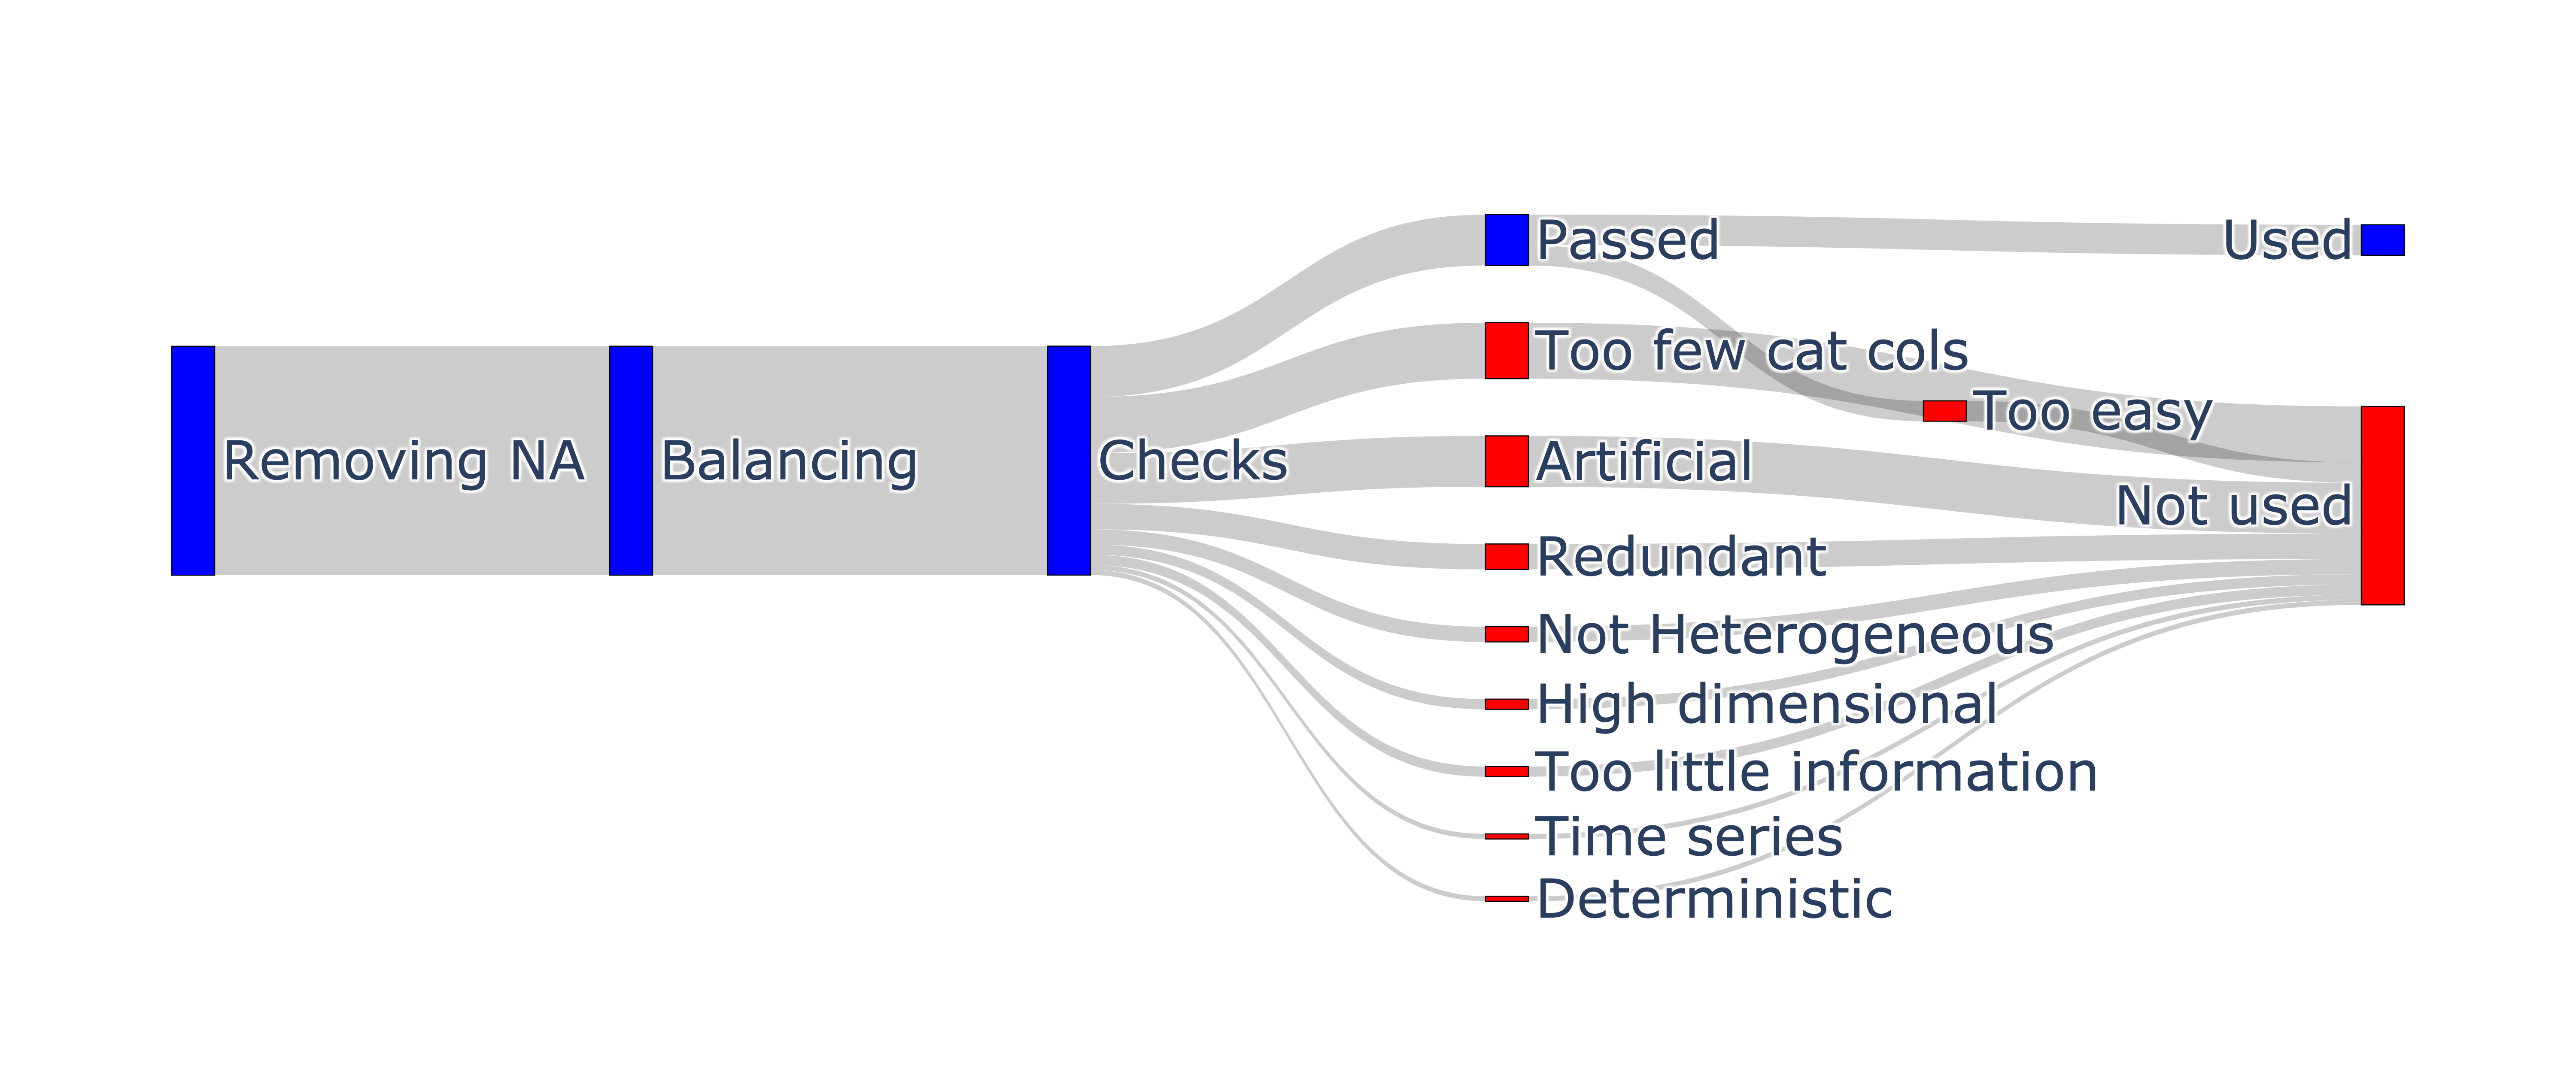 Removing NA
Balancing
Checks
Passed
Too few cat cols
Artificial
Redundant
Not Heterogeneous
High dimensional
Too little information
Time series
Deterministic
Too easy
Used
Not used